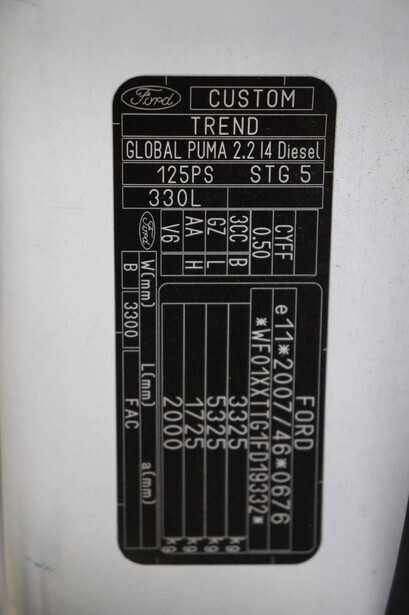 Ford CUSTOM
TREND
GLOBAL PUMA 2.2 I4 Diesel
125PS STG 5
330L
CYFF
0.50
3CC B
GZ L
AA H
V6
Ford
FORD
e11*2007/46*0676
*WF01XXTTG1FD19332*
3325 kg
5325 kg
1725 kg
2000 kg
W(mm) L(mm) a(mm)
B 3300 FAC